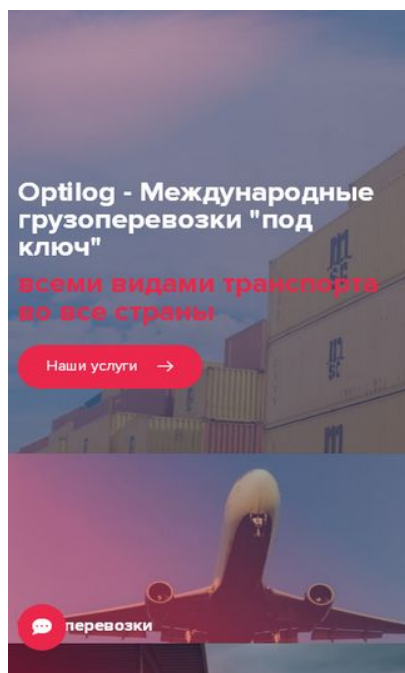 Optilog - Международные
грузоперевозки "под
ключ"
всеми видами транспорта
во все страны
Наши услуги
перевозки